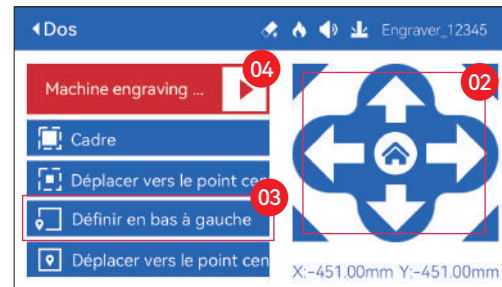 Dos
Engraver_12345
04
02
Machine engraving ...
Cadre
Déplacer vers le point cen
03
Définir en bas à gauche
Déplacer vers le point cen
X:-451.00mm Y:-451.00mm